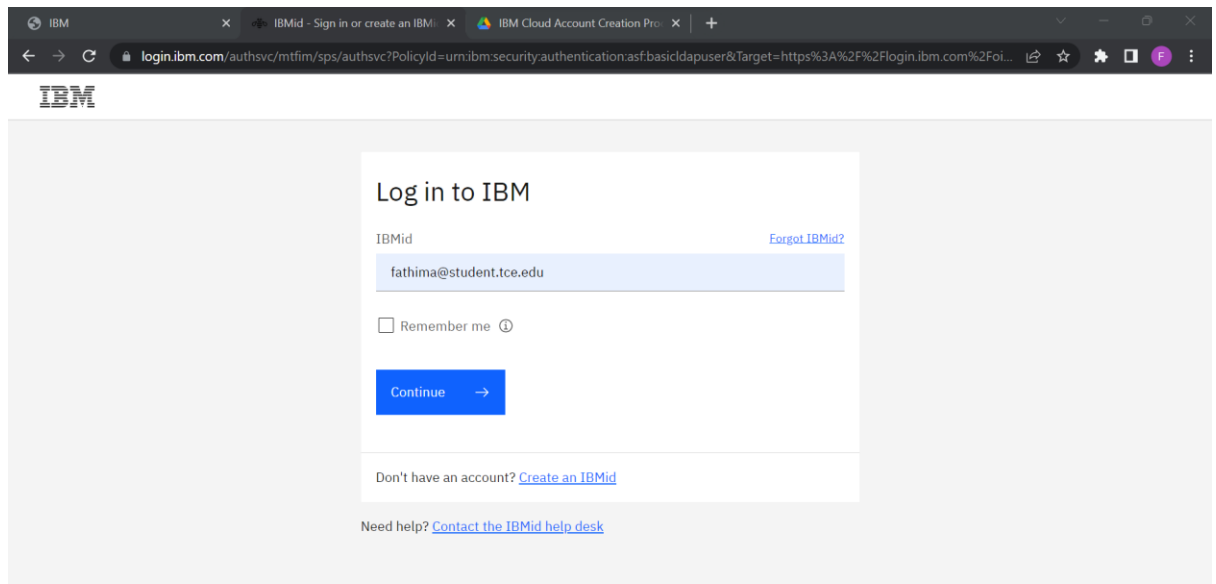 IBM
IBMid - Sign in or create an IBMi
IBM Cloud Account Creation Pro
login.ibm.com/authsvc/mtfim/sps/authsvc?PolicyId=urn:ibm:security:authentication:asf:basicldapuser&Target=https%3A%2F%2Flogin.ibm.com%2Foi...
F
IBM
Log in to IBM
IBMid
Forgot IBMid?
fathima@student.tce.edu
Remember me
Continue
Don't have an account? Create an IBMid
Need help? Contact the IBMid help desk